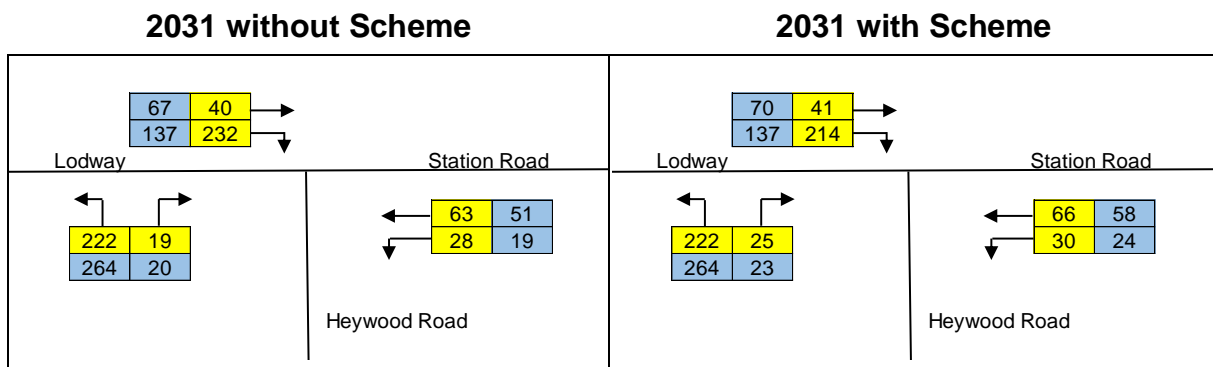 2031 without Scheme
67 40
137 232
Lodway
Station Road
63 51
222 19
28 19
264 20
Heywood Road
2031 with Scheme
70 41
137 214
Station Road
66 58
222 25
30 24
264 23
Heywood Road